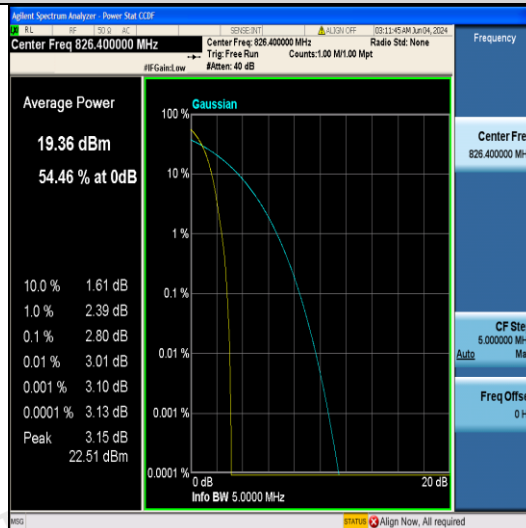 Agilent Spectrum Analyzer - Power Stat CCDF
RL RF 50 Ω AC SENSE:INT ALIGN OFF 03:11:45 AM Jun 04, 2024
Center Freq 826.400000 MHz
Center Freq: 826.400000 MHz Radio Std: None
Trig: Free Run Counts:1.00 M/1.00 Mpt
#IFGain:Low #Atten: 40 dB
Frequency
Average Power
19.36 dBm
54.46 % at 0dB
10.0 % 1.61 dB
1.0 % 2.39 dB
0.1 % 2.80 dB
0.01 % 3.01 dB
0.001 % 3.10 dB
0.0001 % 3.13 dB
Peak 3.15 dB
22.51 dBm
Gaussian
100 %
10 %
1 %
0.1 %
0.01 %
0.001 %
0.0001 %
0 dB 20 dB
Info BW 5.0000 MHz
Center Fre
826.400000 MH
CF Ste
5.000000 MH
Auto Ma
Freq Offse
0 H
MSG STATUS Align Now, All required